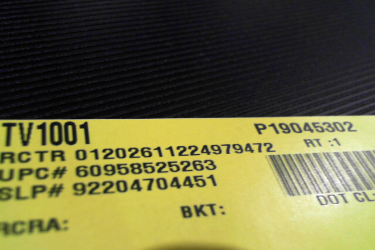 TV1001 P19045302
RCTR 01202611224979472 RT :1
UPC# 60958525263
SLP# 92204704451
DOT CL:
RCRA: BKT: